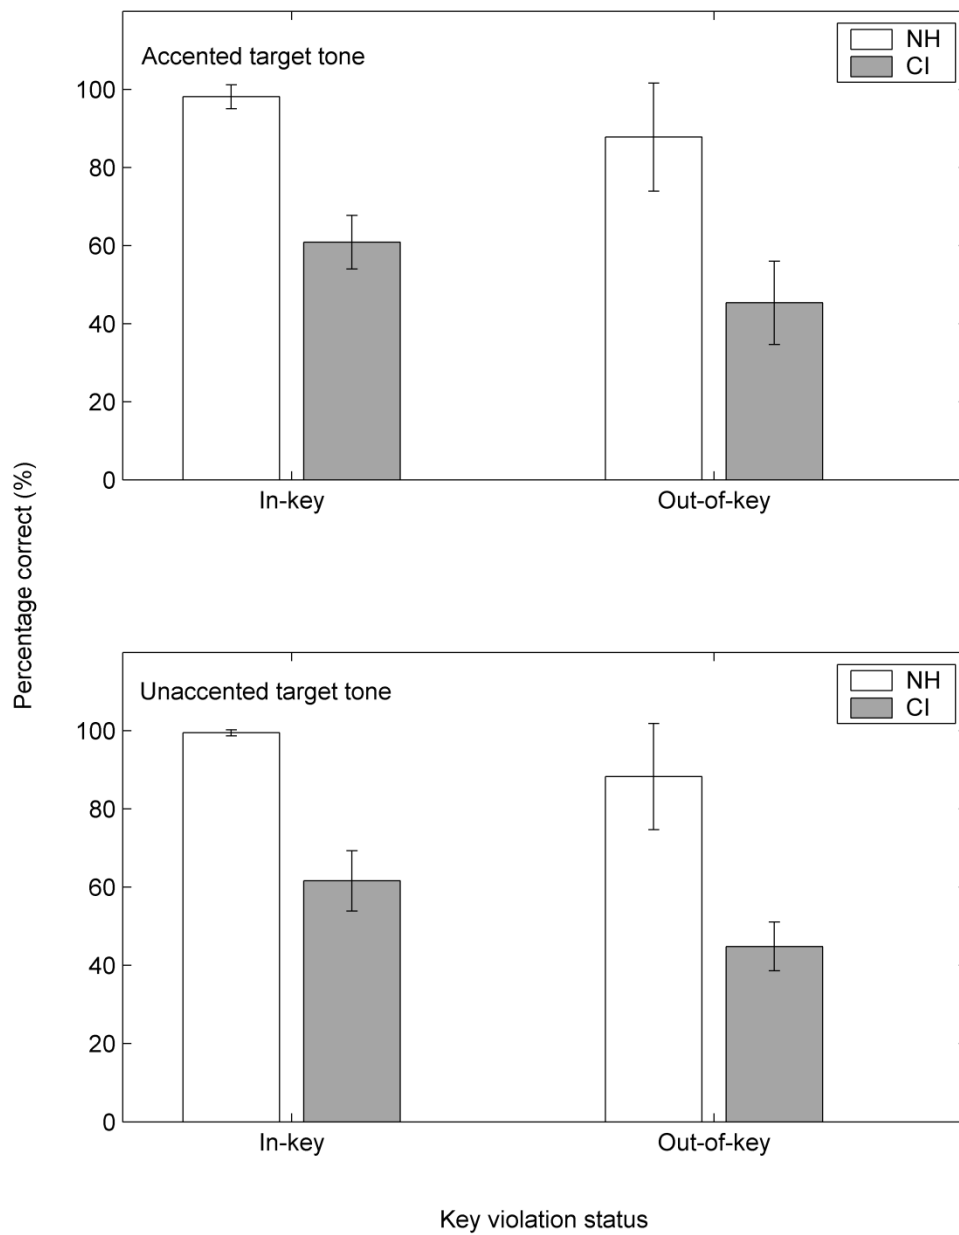 Accented target tone
NH
CI
100
80
60
40
20
0
In-key
Out-of-key
Percentage correct (%)
Unaccented target tone
NH
CI
100
80
60
40
20
0
In-key
Out-of-key
Key violation status